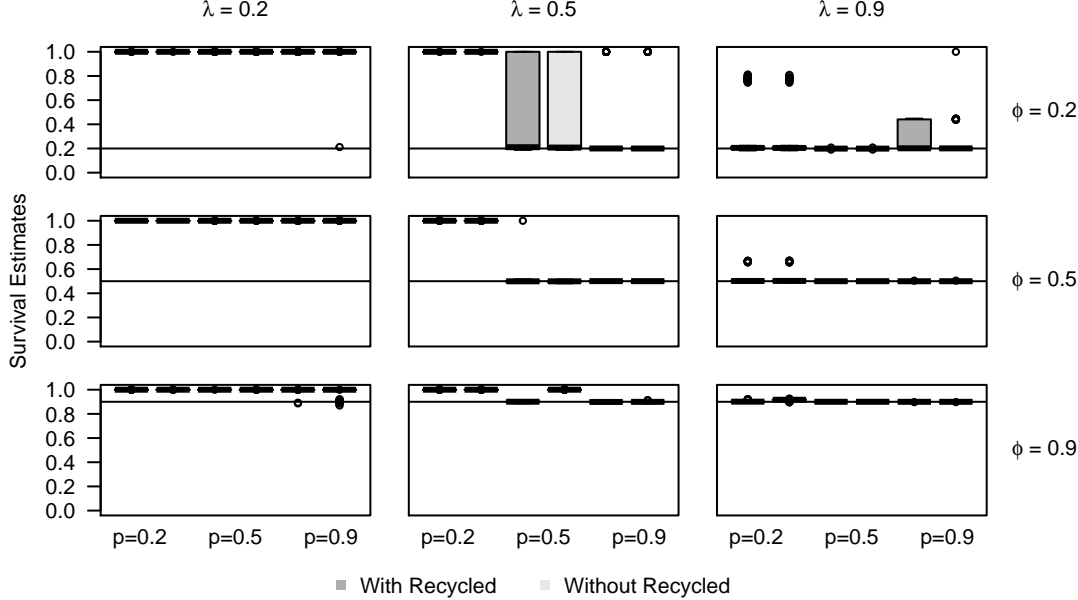 λ = 0.2 λ = 0.5 λ = 0.9
1.0
0.8
0.6
0.4
0.2
0.0
φ = 0.2
Survival Estimates
1.0
0.8
0.6
0.4
0.2
0.0
φ = 0.5
1.0
0.8
0.6
0.4
0.2
0.0
φ = 0.9
p=0.2 p=0.5 p=0.9 p=0.2 p=0.5 p=0.9 p=0.2 p=0.5 p=0.9
With Recycled Without Recycled